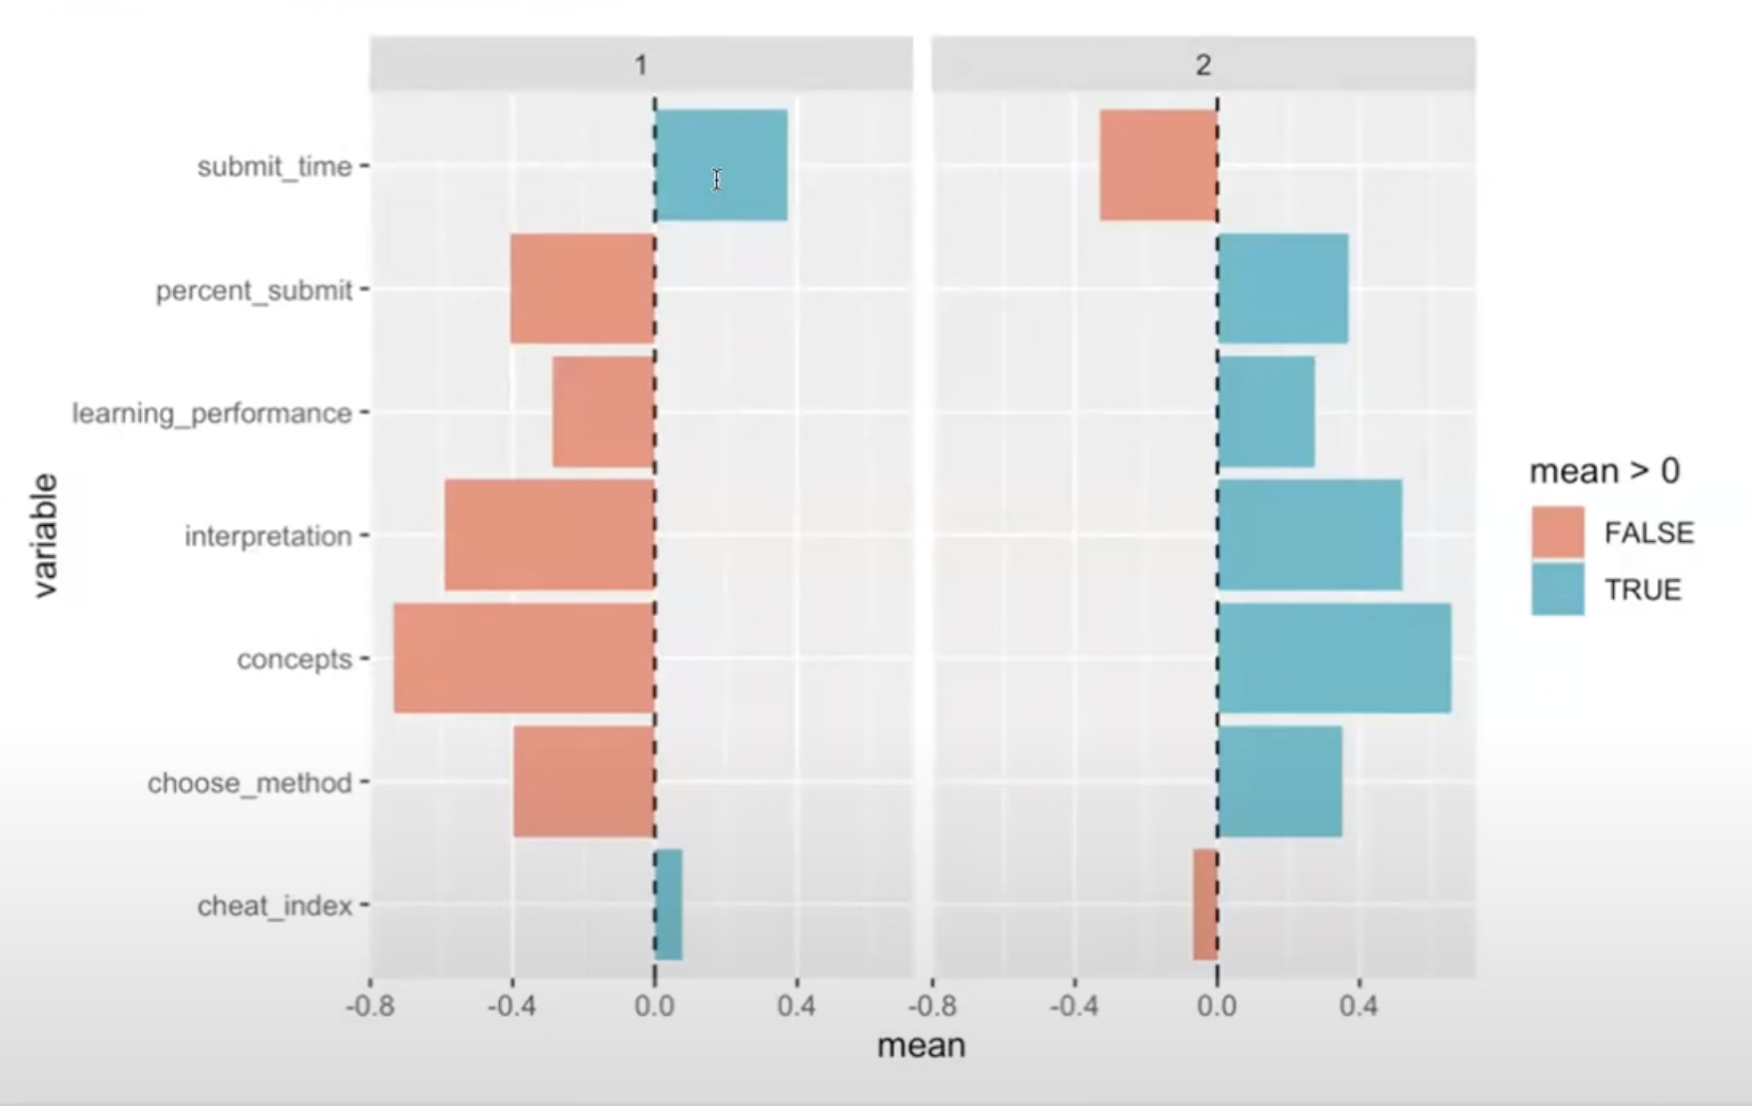 1
2
submit_time
percent_submit
learning_performance
interpretation
concepts
choose_method
cheat_index
variable
-0.8 -0.4 0.0 0.4 -0.8 -0.4 0.0 0.4
mean
mean > 0
FALSE
TRUE